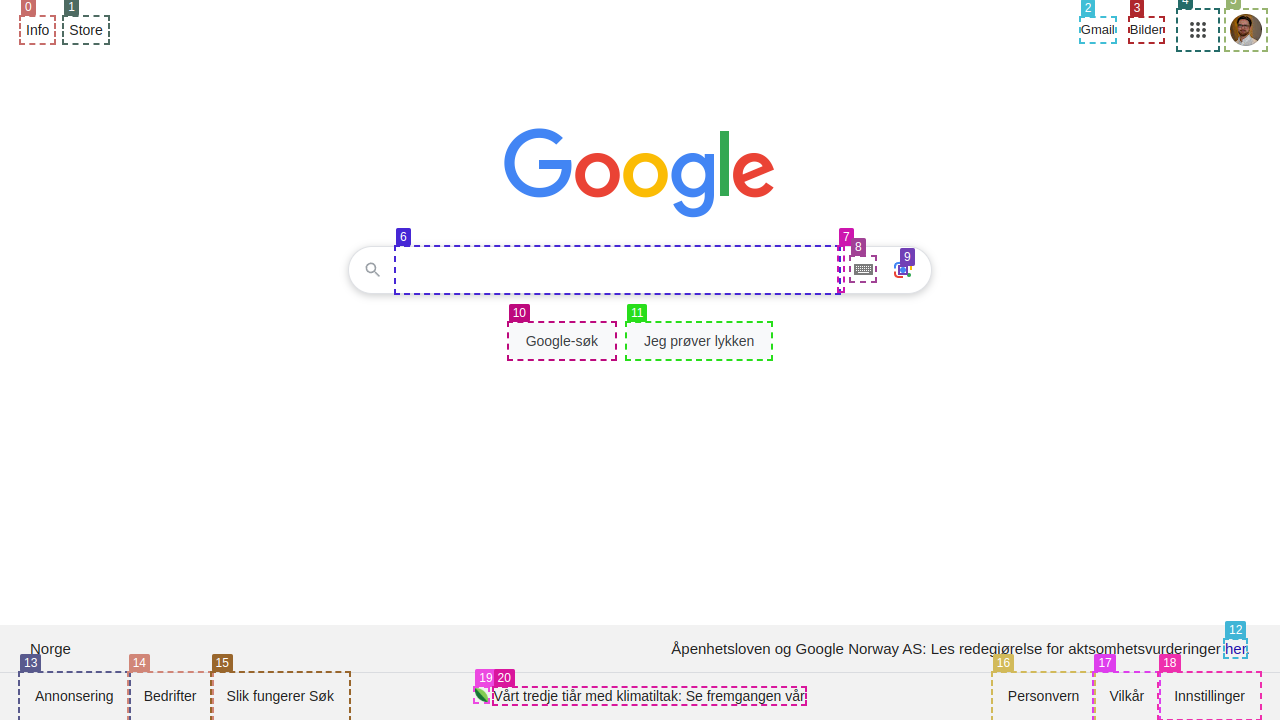 0 1 2 3 4 5
Info Store Gmail Bilder
Google
6 7 8 9
10 11
Google-søk Jeg prøver lykken
12
Norge Åpenhetsloven og Google Norway AS: Les redegjørelse for aktsomhetsvurderinger her.
13 14 15 19 20 16 17 18
Annonsering Bedrifter Slik fungerer Søk Vårt tredje tiår med klimatiltak: Se fremgangen vår Personvern Vilkår Innstillinger